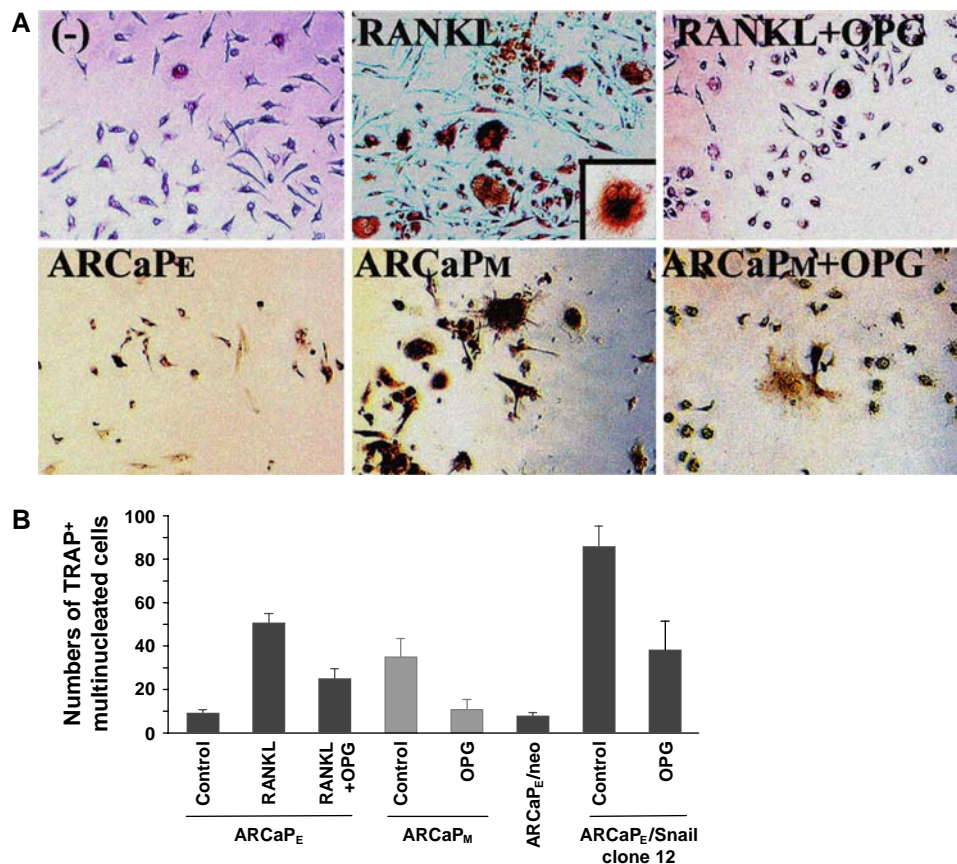 A
(-)
RANKL
RANKL+OPG
ARCaPE
ARCaPM
ARCaPM+OPG
B
Numbers of TRAP+
multinucleated cells
100
80
60
40
20
0
Control
RANKL
RANKL
+OPG
Control
OPG
ARCaPE/neo
Control
OPG
ARCaPE
ARCaPM
ARCaPE/Snail
clone 12